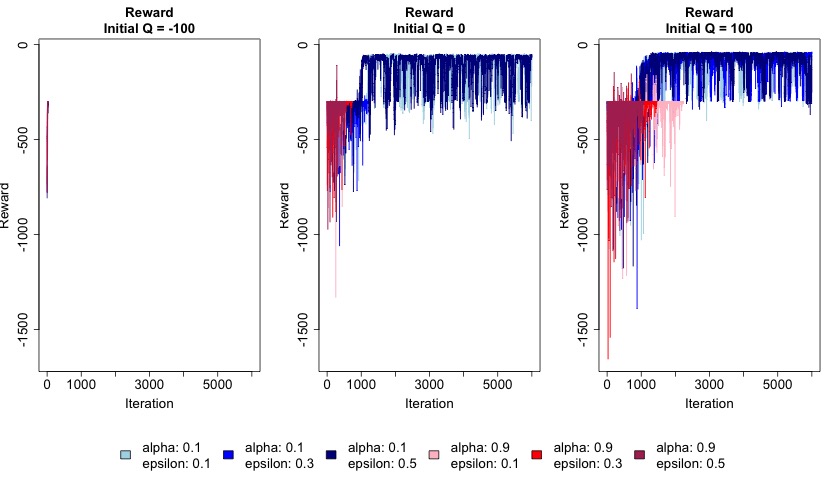 Reward
Initial Q = -100
Reward
Initial Q = 0
Reward
Initial Q = 100
Reward
0
-500
-1000
-1500
0
1000
3000
5000
Iteration
Reward
0
-500
-1000
-1500
0
1000
3000
5000
Iteration
Reward
0
-500
-1000
-1500
0
1000
3000
5000
Iteration
alpha: 0.1
epsilon: 0.1
alpha: 0.1
epsilon: 0.3
alpha: 0.1
epsilon: 0.5
alpha: 0.9
epsilon: 0.1
alpha: 0.9
epsilon: 0.3
alpha: 0.9
epsilon: 0.5